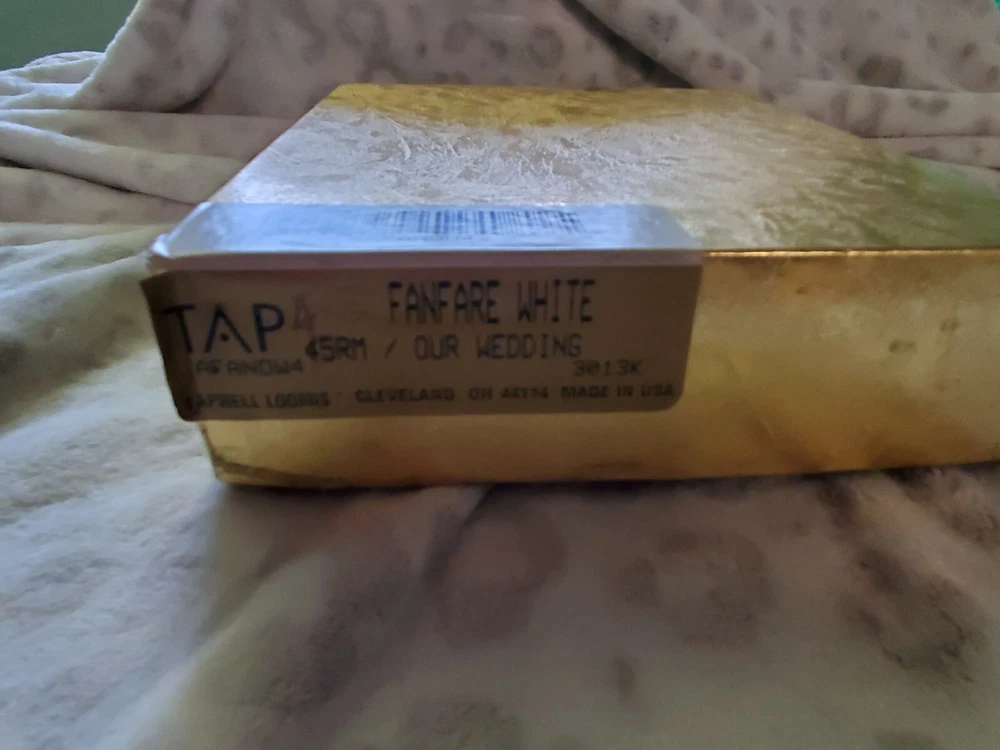 TAP
FANFARE WHITE
45RM / OUR WEDDING
3013K
CLEVELAND OH 44114 MADE IN USA